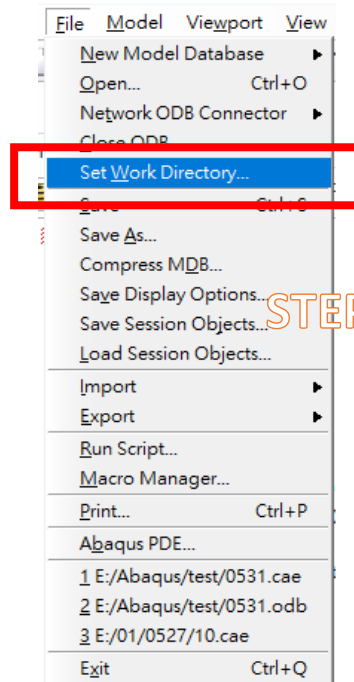 File Model Viewport View
New Model Database
Open... Ctrl+O
Network ODB Connector
Close ODB
Set Work Directory...
Save Ctrl+S
Save As...
Compress MDB...
Save Display Options...
STEP
Save Session Objects...
Load Session Objects...
Import
Export
Run Script...
Macro Manager...
Print... Ctrl+P
Abaqus PDE...
1 E:/Abaqus/test/0531.cae
2 E:/Abaqus/test/0531.odb
3 E:/01/0527/10.cae
Exit Ctrl+Q